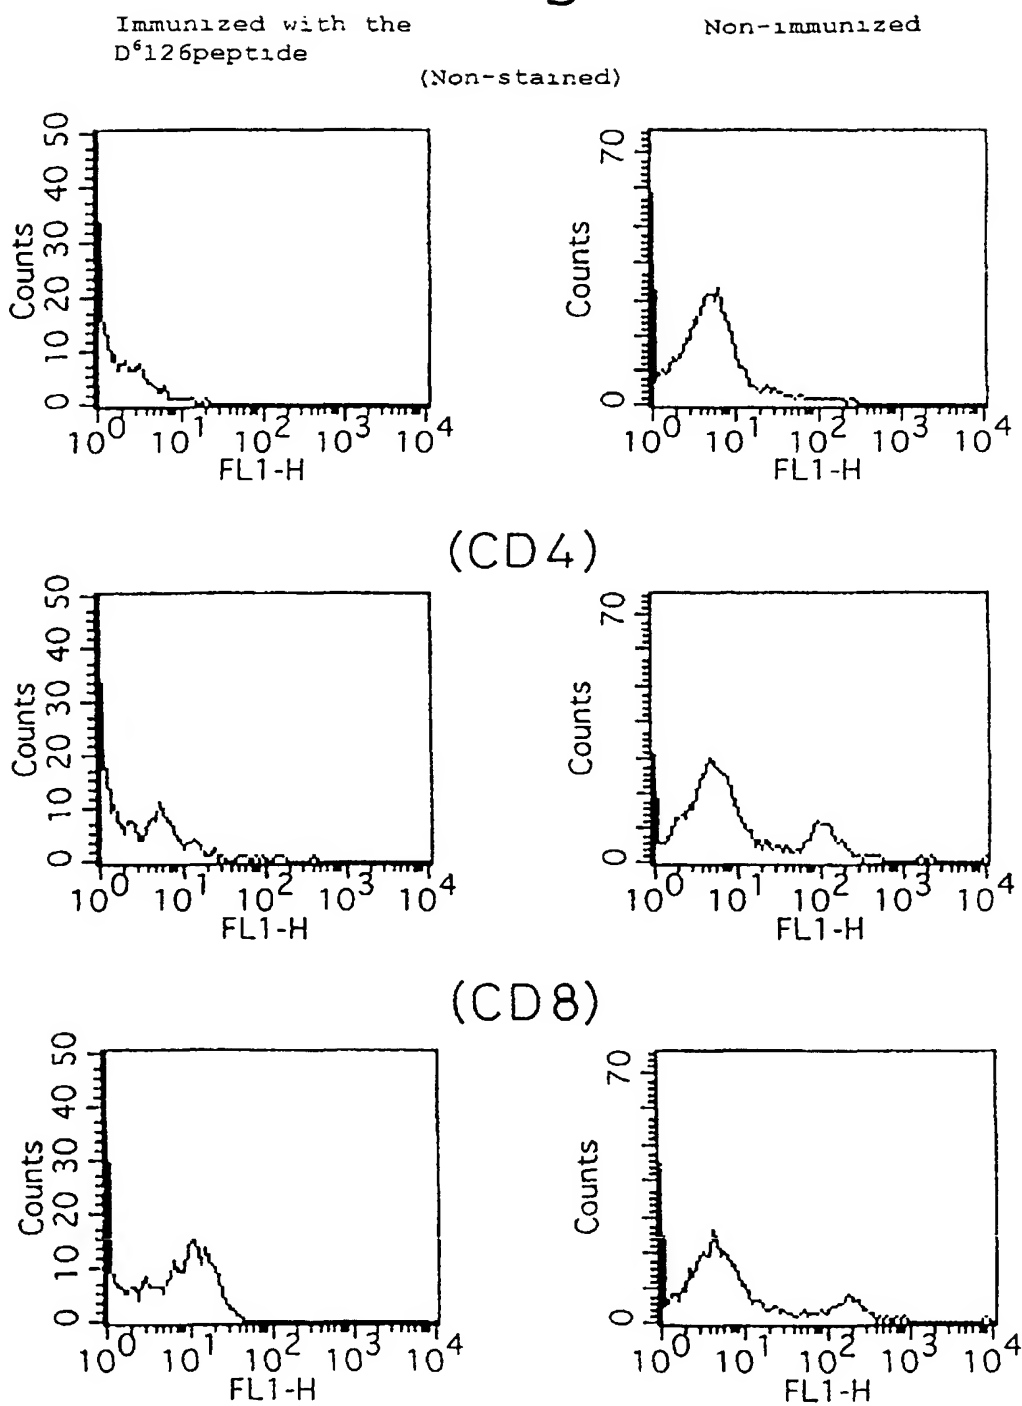 Immunized with the
D⁶126peptide
Non-immunized
(Non-stained)
50
40
30
20
10
0
Counts
10⁰ 10¹ 10² 10³ 10⁴
FL1-H
70
0
Counts
10⁰ 10¹ 10² 10³ 10⁴
FL1-H
(CD4)
50
40
30
20
10
0
Counts
10⁰ 10¹ 10² 10³ 10⁴
FL1-H
70
0
Counts
10⁰ 10¹ 10² 10³ 10⁴
FL1-H
(CD8)
50
40
30
20
10
0
Counts
10⁰ 10¹ 10² 10³ 10⁴
FL1-H
70
0
Counts
10⁰ 10¹ 10² 10³ 10⁴
FL1-H